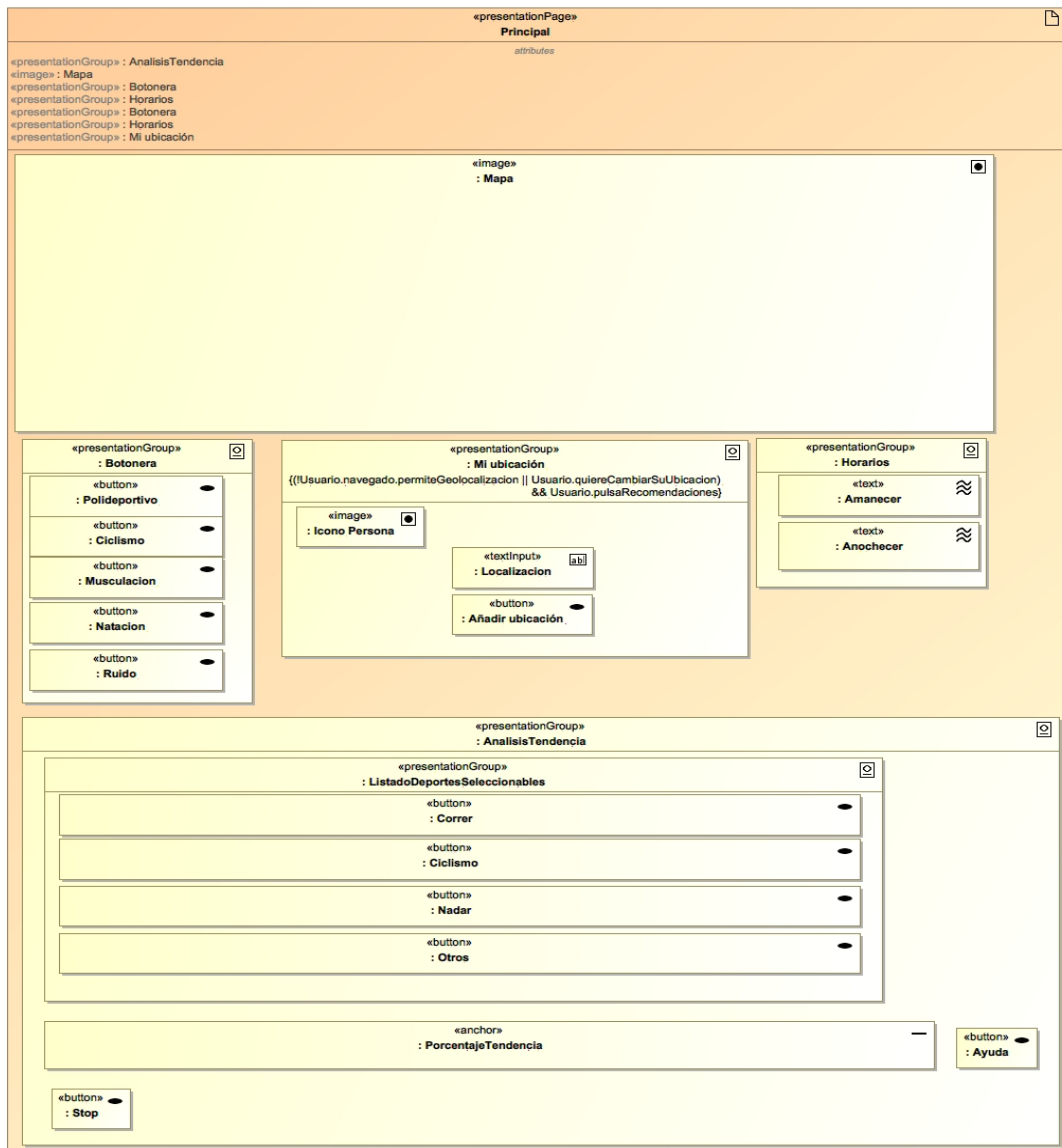 «presentationPage»
Principal
attributes
«presentationGroup» : AnalisisTendencia
«image» : Mapa
«presentationGroup» : Botonera
«presentationGroup» : Horarios
«presentationGroup» : Botonera
«presentationGroup» : Horarios
«presentationGroup» : Mi ubicación
«image»
: Mapa
«presentationGroup»
: Botonera
«button»
: Polideportivo
«button»
: Ciclismo
«button»
: Musculacion
«button»
: Natacion
«button»
: Ruido
«presentationGroup»
: Mi ubicación
{(!Usuario.navegado.permiteGeolocalizacion || Usuario.quiereCambiarSuUbicacion)
&& Usuario.pulsaRecomendaciones}
«image»
: Icono Persona
«textInput»
: Localizacion
abl
«button»
: Añadir ubicación
«presentationGroup»
: Horarios
«text»
: Amanecer
«text»
: Anochecer
«presentationGroup»
: AnalisisTendencia
«presentationGroup»
: ListadoDeportesSeleccionables
«button»
: Correr
«button»
: Ciclismo
«button»
: Nadar
«button»
: Otros
«anchor»
: PorcentajeTendencia
«button»
: Ayuda
«button»
: Stop